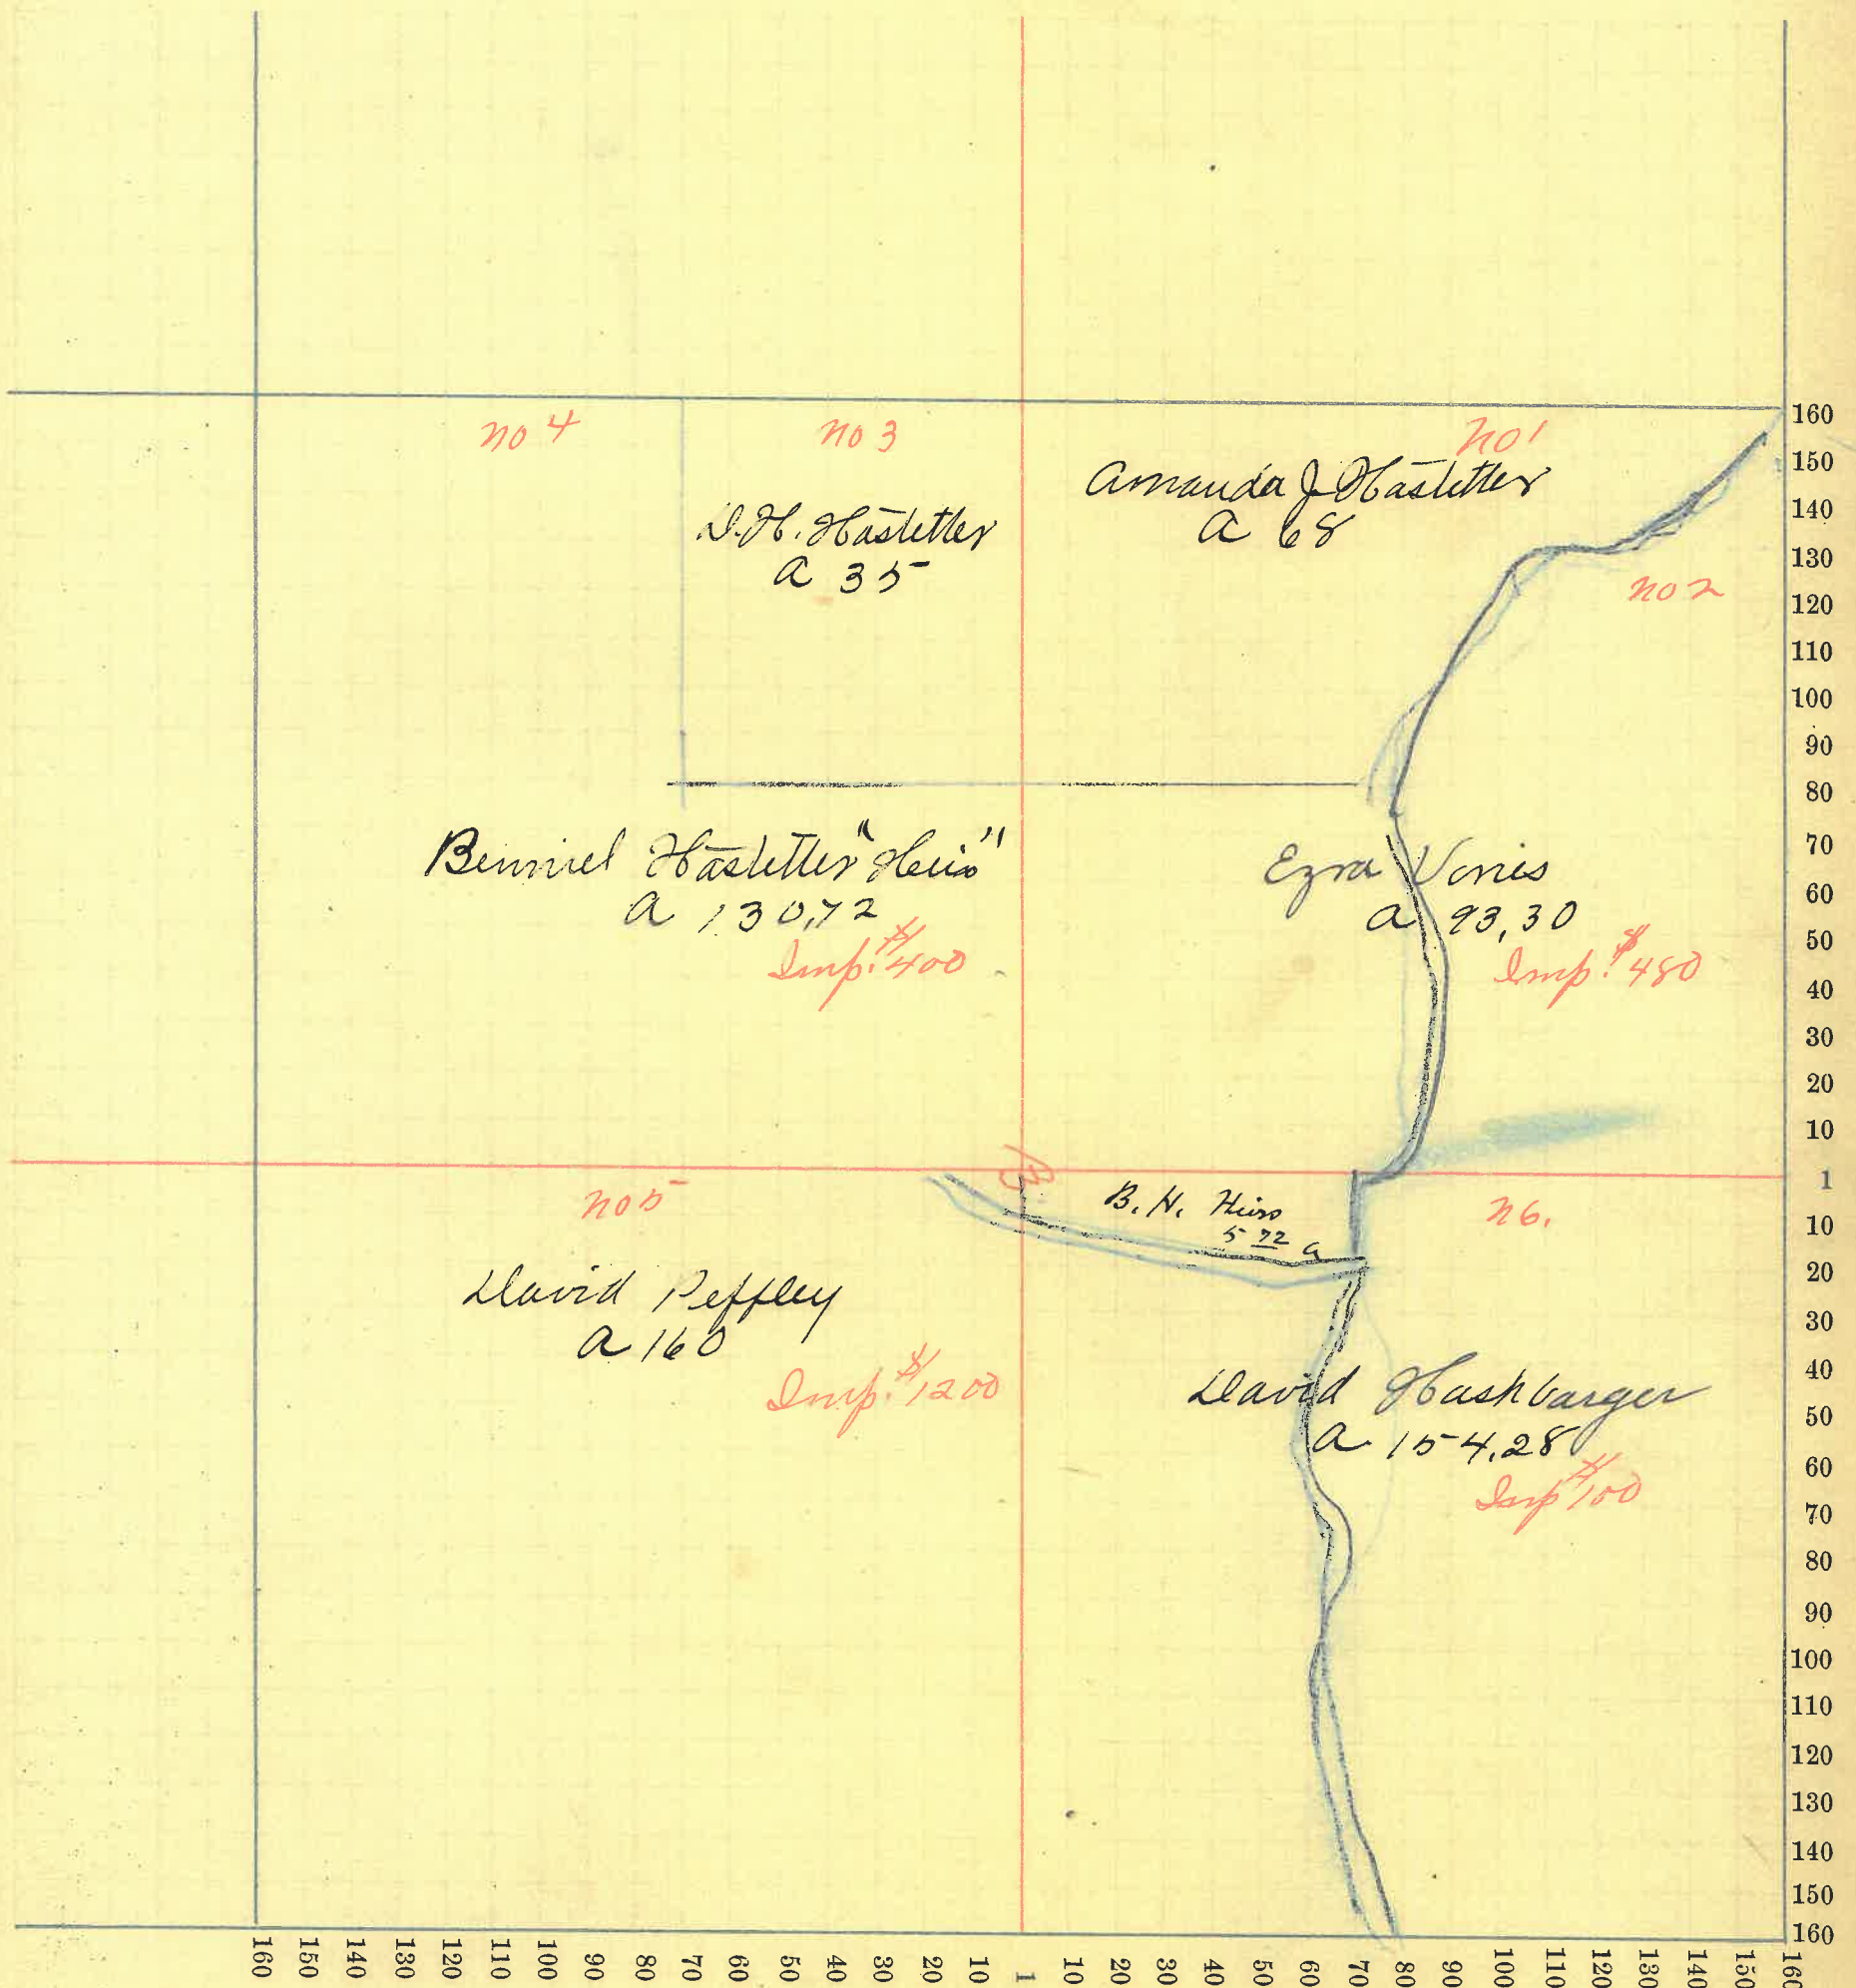 no 4
no 3
no 1
Amanda J Hastetter
A 68
D. H. Hastetter
A 35
no 2
Benniel Hastetter "Heirs"
A 130,72
Imp. $400
Ezra Voris
A 93,30
Imp. $480
no 5
B.
B. H. Heirs
5 72 a
n 6.
David Peffley
A 160
Imp. $1200
David Hashbarger
A 154,28
Imp $100
160
150
140
130
120
110
100
90
80
70
60
50
40
30
20
10
1
10
20
30
40
50
60
70
80
90
100
110
120
130
140
150
160
160 150 140 130 120 110 100 90 80 70 60 50 40 30 20 10 1 10 20 30 40 50 60 70 80 90 100 110 120 130 140 150 160